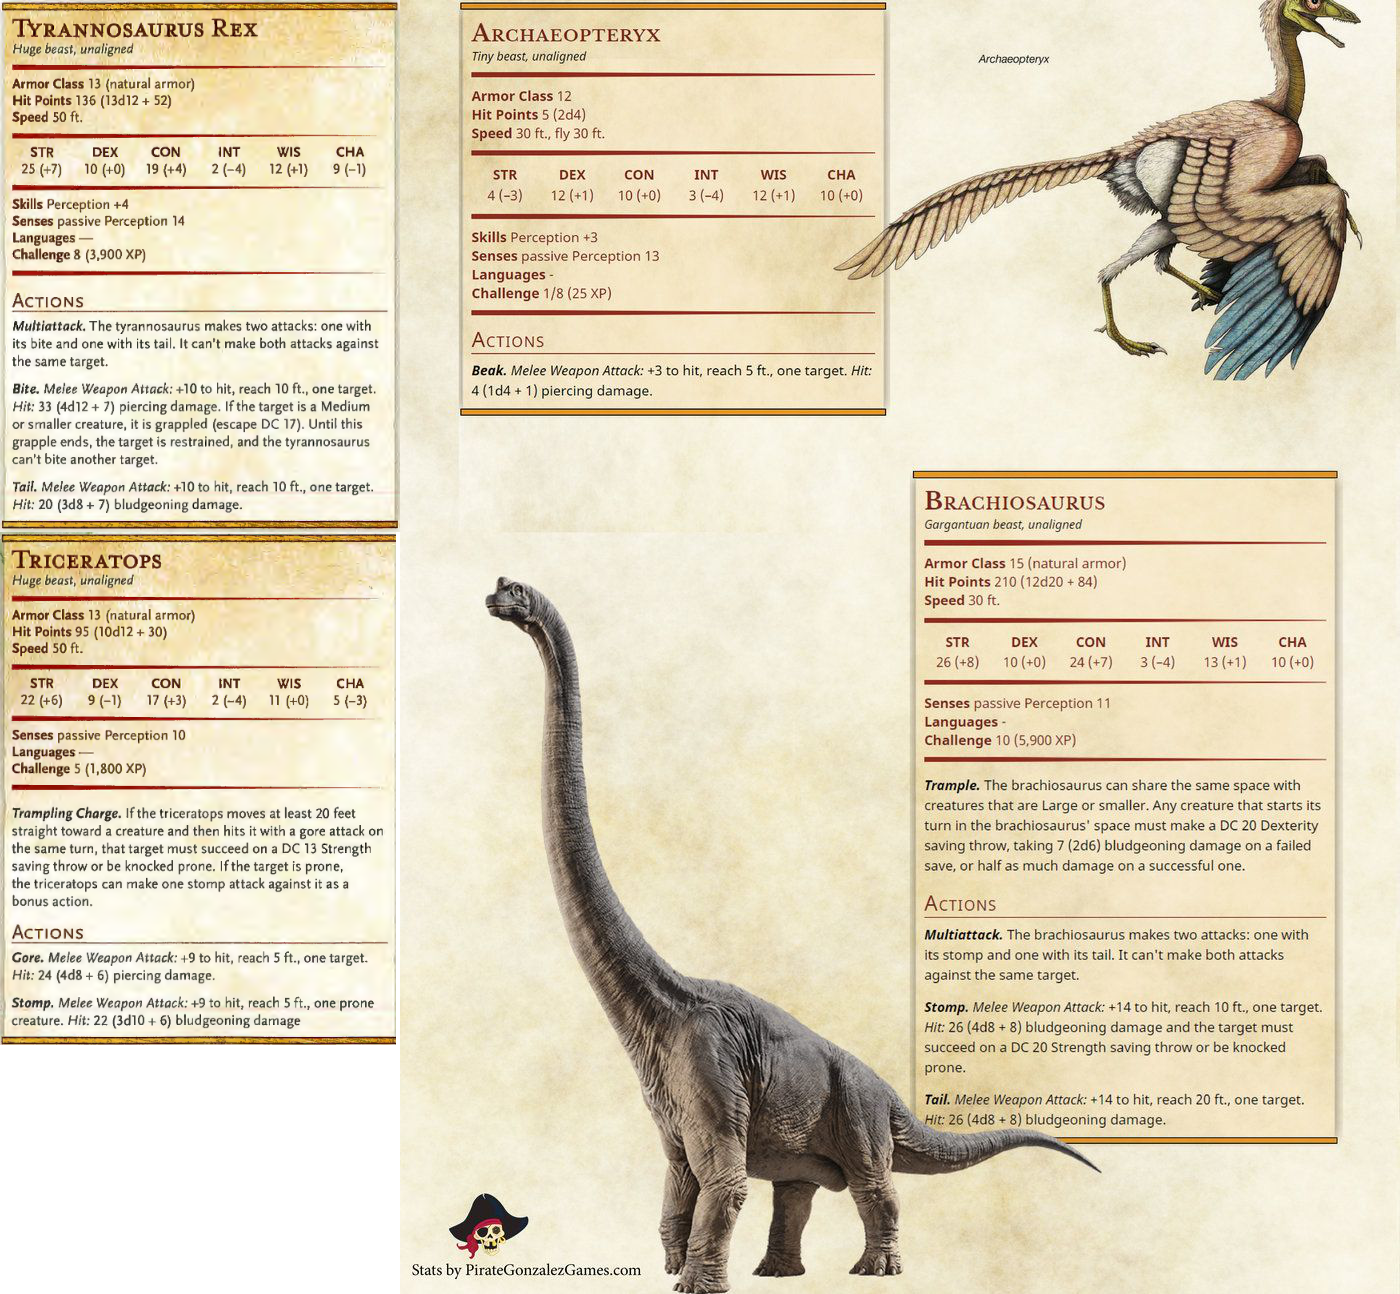 TYRANNOSAURUS REX
Huge beast, unaligned
Armor Class 13 (natural armor)
Hit Points 136 (13d12 + 52)
Speed 50 ft.
STR DEX CON INT WIS CHA
25 (+7) 10 (+0) 19 (+4) 2 (−4) 12 (+1) 9 (−1)
Skills Perception +4
Senses passive Perception 14
Languages —
Challenge 8 (3,900 XP)
ACTIONS
Multiattack. The tyrannosaurus makes two attacks: one with
its bite and one with its tail. It can't make both attacks against
the same target.
Bite. Melee Weapon Attack: +10 to hit, reach 10 ft., one target.
Hit: 33 (4d12 + 7) piercing damage. If the target is a Medium
or smaller creature, it is grappled (escape DC 17). Until this
grapple ends, the target is restrained, and the tyrannosaurus
can't bite another target.
Tail. Melee Weapon Attack: +10 to hit, reach 10 ft., one target.
Hit: 20 (3d8 + 7) bludgeoning damage.
TRICERATOPS
Huge beast, unaligned
Armor Class 13 (natural armor)
Hit Points 95 (10d12 + 30)
Speed 50 ft.
STR DEX CON INT WIS CHA
22 (+6) 9 (−1) 17 (+3) 2 (−4) 11 (+0) 5 (−3)
Senses passive Perception 10
Languages —
Challenge 5 (1,800 XP)
Trampling Charge. If the triceratops moves at least 20 feet
straight toward a creature and then hits it with a gore attack on
the same turn, that target must succeed on a DC 13 Strength
saving throw or be knocked prone. If the target is prone,
the triceratops can make one stomp attack against it as a
bonus action.
ACTIONS
Gore. Melee Weapon Attack: +9 to hit, reach 5 ft., one target.
Hit: 24 (4d8 + 6) piercing damage.
Stomp. Melee Weapon Attack: +9 to hit, reach 5 ft., one prone
creature. Hit: 22 (3d10 + 6) bludgeoning damage
ARCHAEOPTERYX
Tiny beast, unaligned
Armor Class 12
Hit Points 5 (2d4)
Speed 30 ft., fly 30 ft.
STR DEX CON INT WIS CHA
4 (−3) 12 (+1) 10 (+0) 3 (−4) 12 (+1) 10 (+0)
Skills Perception +3
Senses passive Perception 13
Languages -
Challenge 1/8 (25 XP)
ACTIONS
Beak. Melee Weapon Attack: +3 to hit, reach 5 ft., one target. Hit:
4 (1d4 + 1) piercing damage.
Archaeopteryx
BRACHIOSAURUS
Gargantuan beast, unaligned
Armor Class 15 (natural armor)
Hit Points 210 (12d20 + 84)
Speed 30 ft.
STR DEX CON INT WIS CHA
26 (+8) 10 (+0) 24 (+7) 3 (−4) 13 (+1) 10 (+0)
Senses passive Perception 11
Languages -
Challenge 10 (5,900 XP)
Trample. The brachiosaurus can share the same space with
creatures that are Large or smaller. Any creature that starts its
turn in the brachiosaurus' space must make a DC 20 Dexterity
saving throw, taking 7 (2d6) bludgeoning damage on a failed
save, or half as much damage on a successful one.
ACTIONS
Multiattack. The brachiosaurus makes two attacks: one with
its stomp and one with its tail. It can't make both attacks
against the same target.
Stomp. Melee Weapon Attack: +14 to hit, reach 10 ft., one target.
Hit: 26 (4d8 + 8) bludgeoning damage and the target must
succeed on a DC 20 Strength saving throw or be knocked
prone.
Tail. Melee Weapon Attack: +14 to hit, reach 20 ft., one target.
Hit: 26 (4d8 + 8) bludgeoning damage.
Stats by PirateGonzalezGames.com